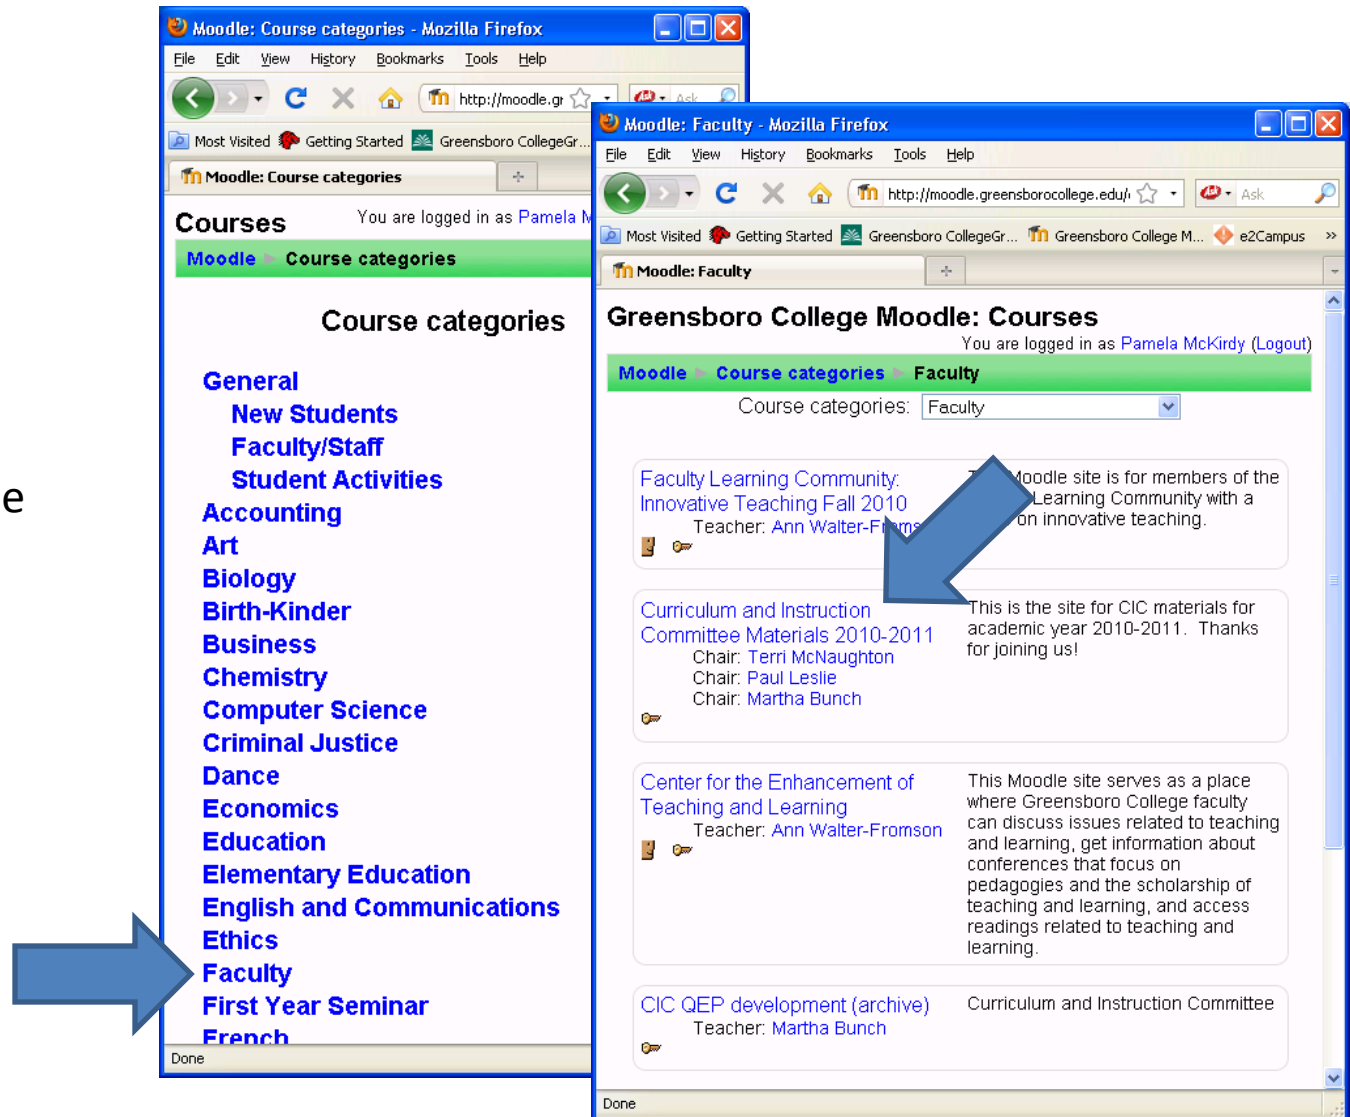 e
Moodle: Course categories - Mozilla Firefox
File Edit View History Bookmarks Tools Help
http://moodle.gr
Ask
Most Visited Getting Started Greensboro CollegeGr...
Moodle: Course categories
Courses
You are logged in as Pamela M
Moodle Course categories
Course categories
General
New Students
Faculty/Staff
Student Activities
Accounting
Art
Biology
Birth-Kinder
Business
Chemistry
Computer Science
Criminal Justice
Dance
Economics
Education
Elementary Education
English and Communications
Ethics
Faculty
First Year Seminar
French
Done
Moodle: Faculty - Mozilla Firefox
File Edit View History Bookmarks Tools Help
http://moodle.greensborocollege.edu/
Ask
Most Visited Getting Started Greensboro CollegeGr... Greensboro College M... e2Campus »
Moodle: Faculty
Greensboro College Moodle: Courses
You are logged in as Pamela McKirdy (Logout)
Moodle Course categories Faculty
Course categories: Faculty
Faculty Learning Community:
Innovative Teaching Fall 2010
Teacher: Ann Walter-Froms
Moodle site is for members of the
Learning Community with a
on innovative teaching.
Curriculum and Instruction
Committee Materials 2010-2011
Chair: Terri McNaughton
Chair: Paul Leslie
Chair: Martha Bunch
This is the site for CIC materials for
academic year 2010-2011. Thanks
for joining us!
Center for the Enhancement of
Teaching and Learning
Teacher: Ann Walter-Fromson
This Moodle site serves as a place
where Greensboro College faculty
can discuss issues related to teaching
and learning, get information about
conferences that focus on
pedagogies and the scholarship of
teaching and learning, and access
readings related to teaching and
learning.
CIC QEP development (archive)
Teacher: Martha Bunch
Curriculum and Instruction Committee
Done